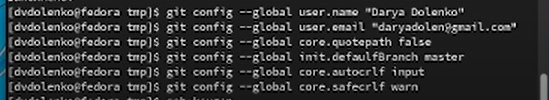 [dvdolenko@fedora tmp]$ git config --global user.name "Darya Dolenko"
[dvdolenko@fedora tmp]$ git config --global user.email "daryadolen@gmail.com"
[dvdolenko@fedora tmp]$ git config --global core.quotepath false
[dvdolenko@fedora tmp]$ git config --global init.defaulfBranch master
[dvdolenko@fedora tmp]$ git config --global core.autocrlf input
[dvdolenko@fedora tmp]$ git config --global core.safecrlf warn